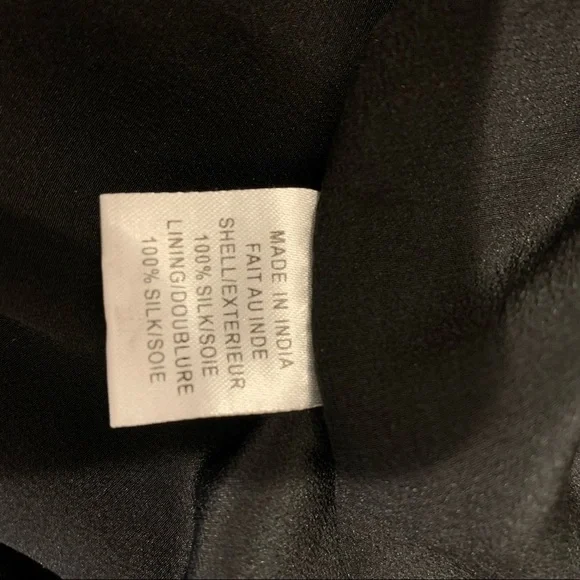 MADE IN INDIA
FAIT AU INDE
SHELL/EXTERIEUR
100% SILK/SOIE
LINING/DOUBLURE
100% SILK/SOIE